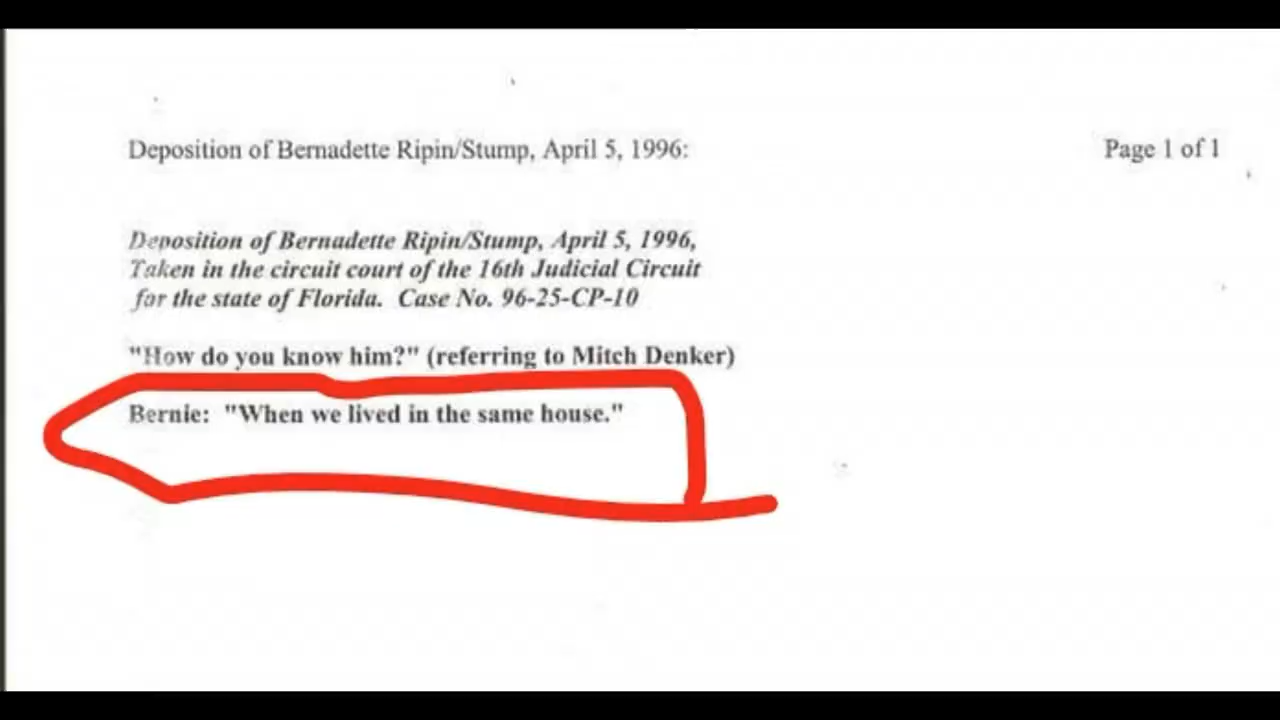 Deposition of Bernadette Ripin/Stump, April 5, 1996:
Page 1 of 1
Deposition of Bernadette Ripin/Stump, April 5, 1996,
Taken in the circuit court of the 16th Judicial Circuit
for the state of Florida. Case No. 96-25-CP-10
"How do you know him?" (referring to Mitch Denker)
Bernie: "When we lived in the same house."